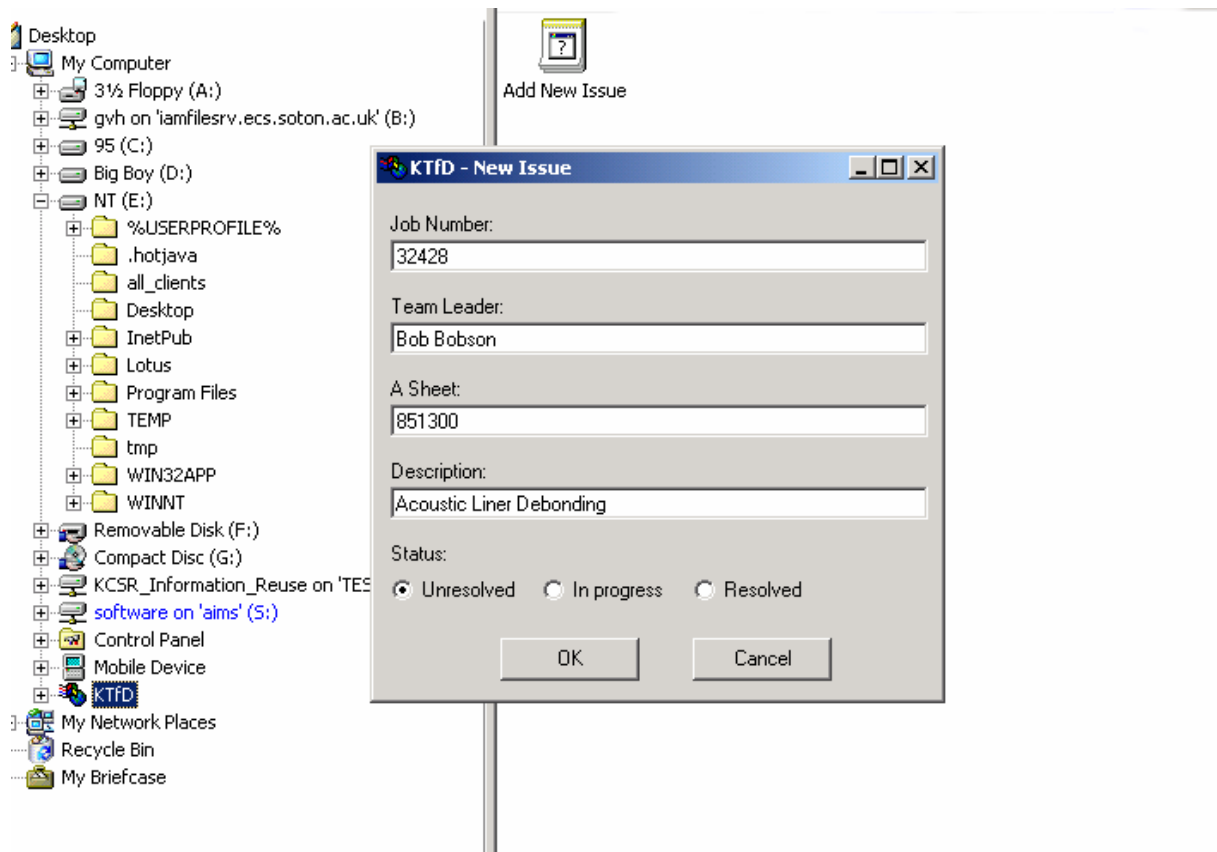 Desktop
My Computer
3½ Floppy (A:)
gvh on 'iamfilesrv.ecs.soton.ac.uk' (B:)
95 (C:)
Big Boy (D:)
NT (E:)
%USERPROFILE%
.hotjava
all_clients
Desktop
InetPub
Lotus
Program Files
TEMP
tmp
WIN32APP
WINNT
Removable Disk (F:)
Compact Disc (G:)
KCSR_Information_Reuse on 'TES
software on 'aims' (S:)
Control Panel
Mobile Device
KTfD
My Network Places
Recycle Bin
My Briefcase
Add New Issue
KTfD - New Issue
Job Number:
32428
Team Leader:
Bob Bobson
A Sheet:
851300
Description:
Acoustic Liner Debonding
Status:
Unresolved In progress Resolved
OK Cancel